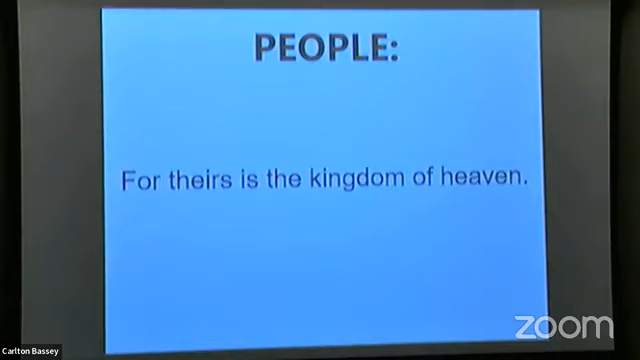 PEOPLE:
For theirs is the kingdom of heaven.
zoom
Carlton Bassey